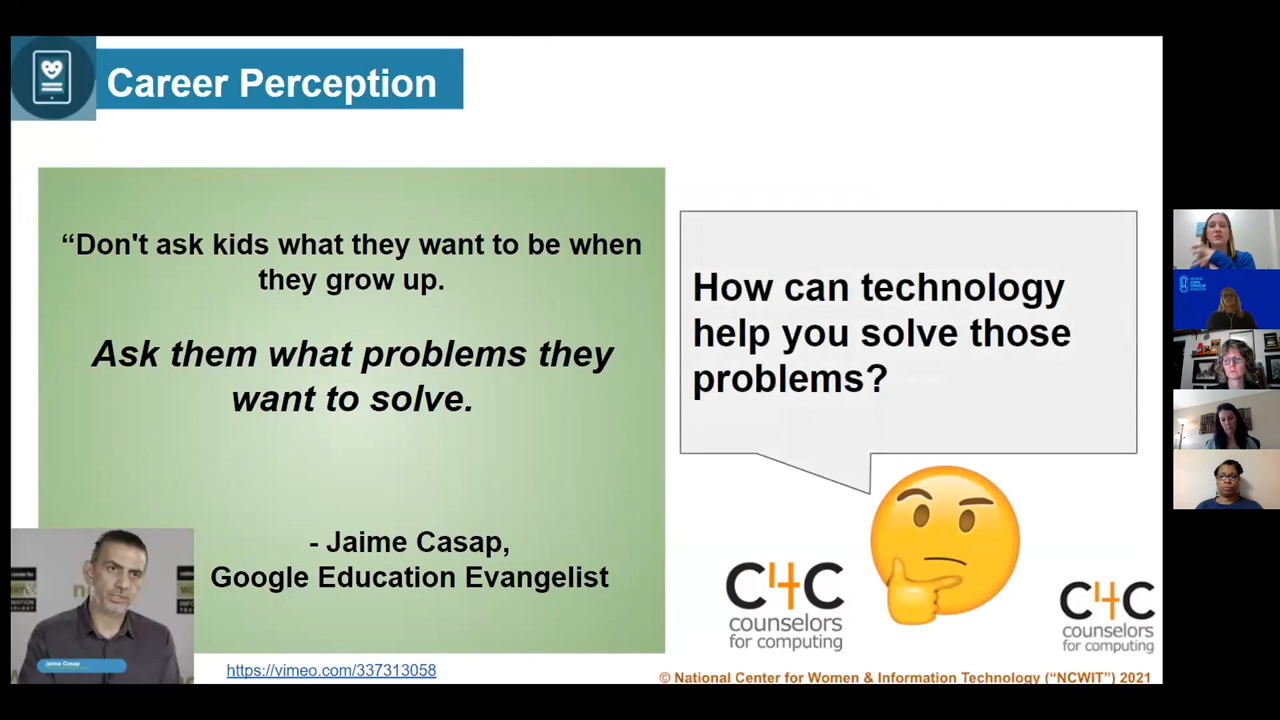 Career Perception
“Don't ask kids what they want to be when
they grow up.
Ask them what problems they
want to solve.
- Jaime Casap,
Google Education Evangelist
Jaime Casap
https://vimeo.com/337313058
How can technology
help you solve those
problems?
C4C
counselors
for computing
C4C
counselors
for computing
© National Center for Women & Information Technology (“NCWIT”) 2021